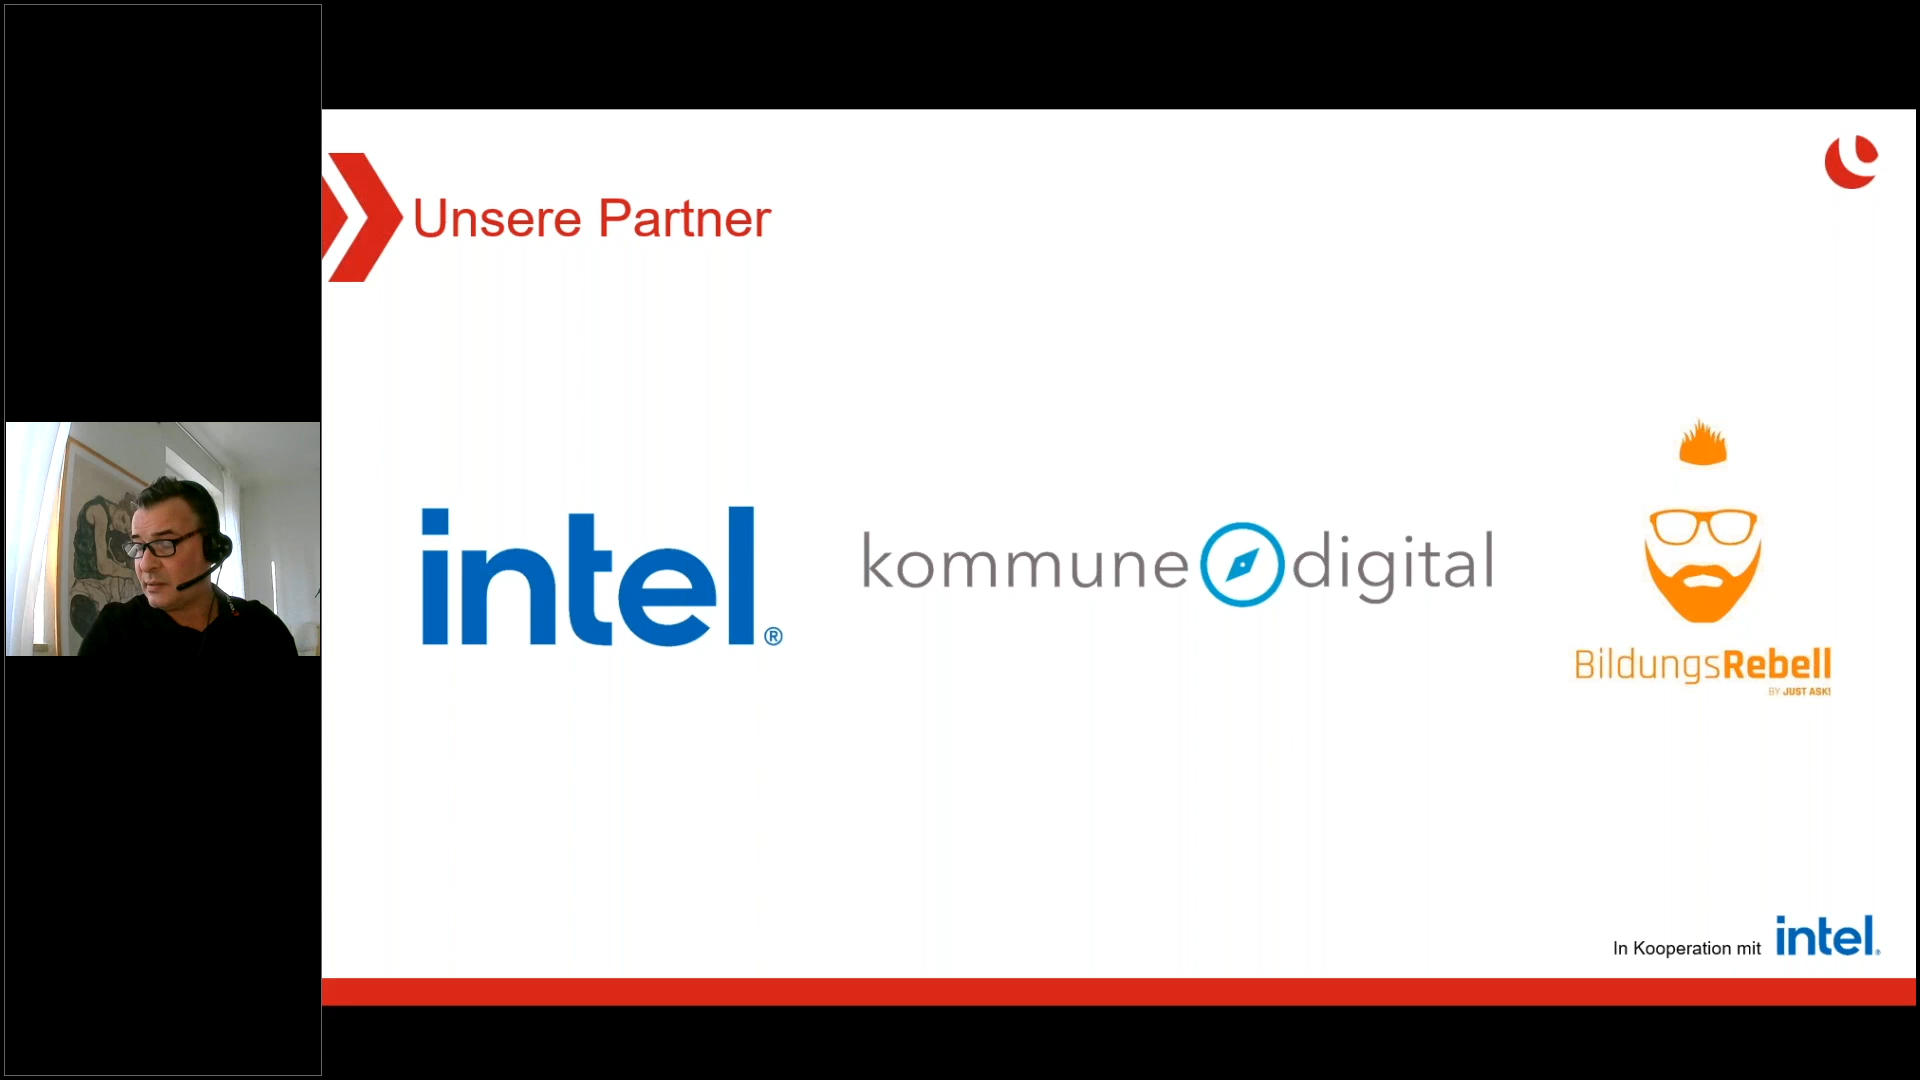 Unsere Partner
intel®
kommune digital
BildungsRebell
BY JUST ASK!
In Kooperation mit intel®